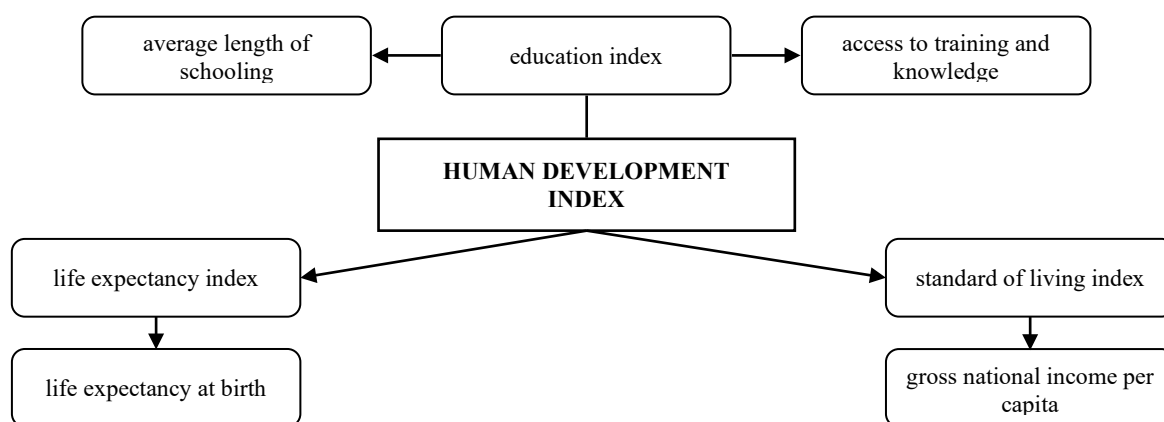 average length of
schooling
education index
access to training and
knowledge
HUMAN DEVELOPMENT
INDEX
life expectancy index
standard of living index
life expectancy at birth
gross national income per
capita